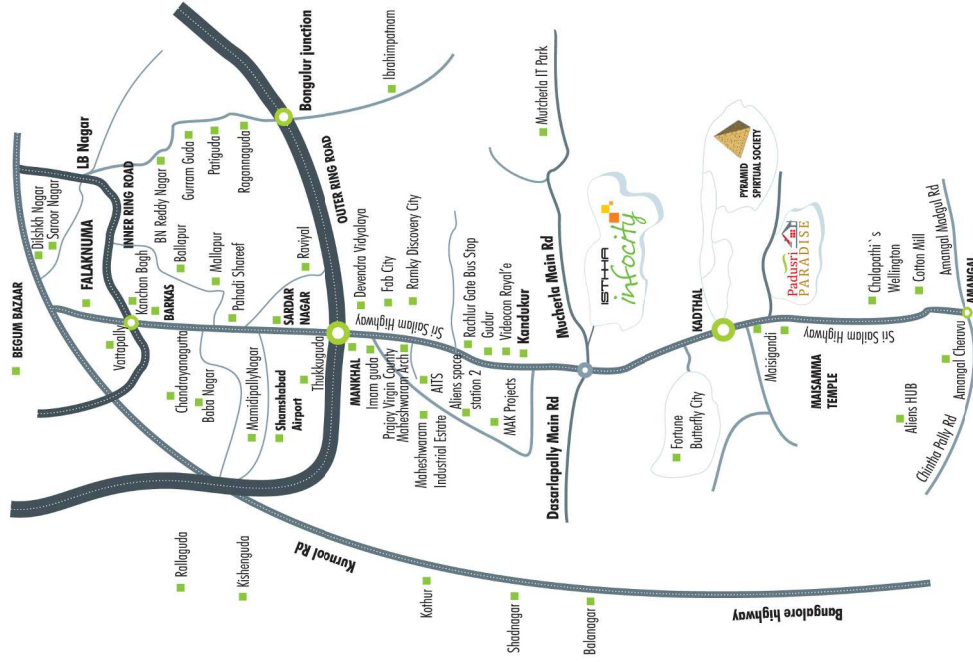 BEGUM BAZAAR
Dilshkh Nagar
Saroor Nagar
LB Nagar
FALAKNUMA
INNER RING ROAD
Vattapally
Kanchan Bagh
BARKAS
BN Reddy Nagar
Gurram Guda
Patiguda
Ragannaguda
Chandrayanagutta
Baba Nagar
Ballapur
Mallapur
Pahadi Shareef
MamidipallyNagar
Shamshabad
Airport
SARDAR
NAGAR
Raviyal
Thukkuguda
Bongulur junction
Ibrahimpatnam
OUTER RING ROAD
Rallaguda
Kishenguda
Kurnool Rd
MANKHAL
Imam guda
Prajay Virgin County
Maheshwaram Arch
Sri Sailam Highway
Devendra Vidyalaya
Fab City
Ramky Discovery City
Maheshwaram
Industrial Estate
AITS
Aliens space
station 2
MAK Projects
Rachlur Gate Bus Stop
Gudur
Videocon Rayal'e
Kandukur
Kothur
Shadnagar
Balanagar
Mutcherla IT Park
Mucherla Main Rd
Dasarlapally Main Rd
ISTHHA
infocity
KADTHAL
PYRAMID
SPIRTUAL SOCIETY
Fortune
Butterfly City
Padusri
PARADISE
Maisigandi
MAISAMMA
TEMPLE
Sri Sailam Highway
Bangalore highway
Chalapathi`s
Wellington
Cotton Mill
Aliens HUB
Amangal Cheruvu
Chintha Pally Rd
Amangal Madgul Rd
AMANGAL